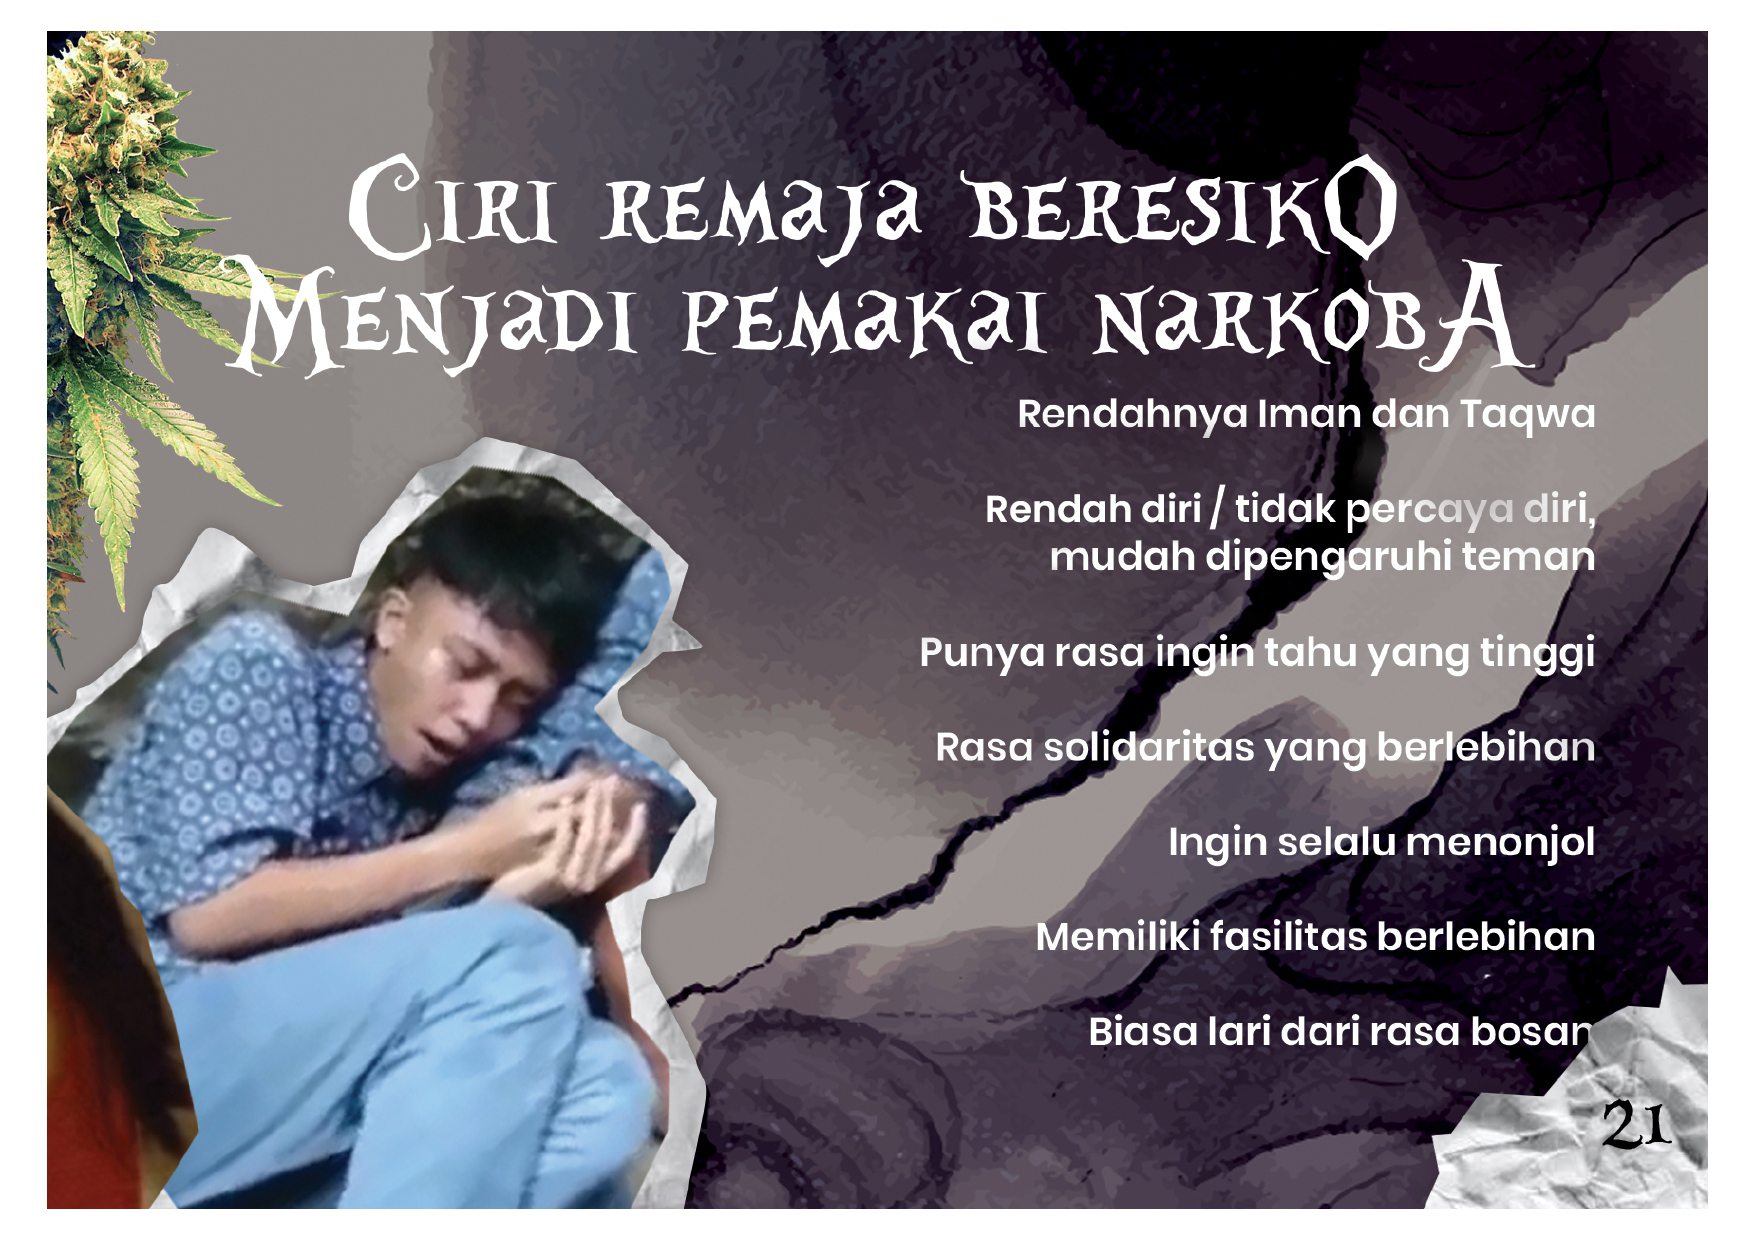 Ciri remaja beresikO
Menjadi pemakai narkobA
Rendahnya Iman dan Taqwa
Rendah diri / tidak percaya diri,
mudah dipengaruhi teman
Punya rasa ingin tahu yang tinggi
Rasa solidaritas yang berlebihan
Ingin selalu menonjol
Memiliki fasilitas berlebihan
Biasa lari dari rasa bosan
21